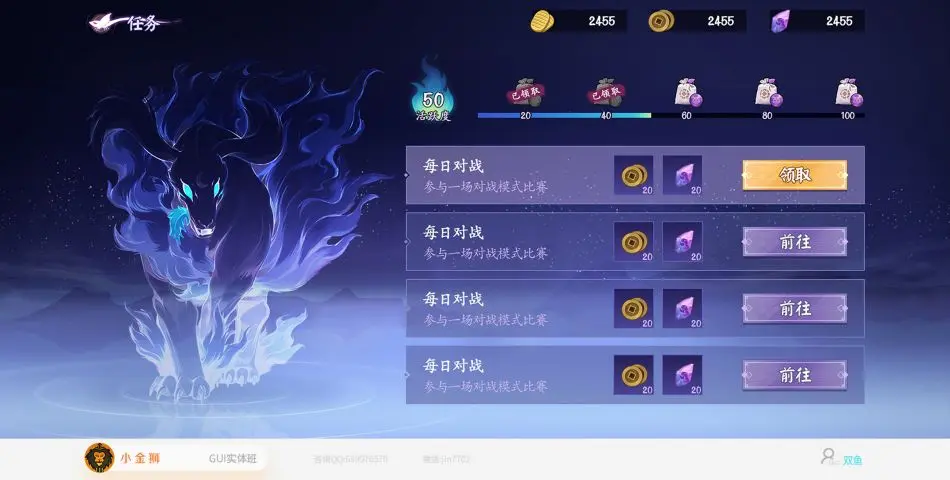 任务
2455
2455
2455
50
活跃度
已领取
已领取
20
40
60
80
100
每日对战
参与一场对战模式比赛
20
20
领取
每日对战
参与一场对战模式比赛
20
20
前往
每日对战
参与一场对战模式比赛
20
20
前往
每日对战
参与一场对战模式比赛
20
20
前往
小金狮
GUI实体班
双鱼